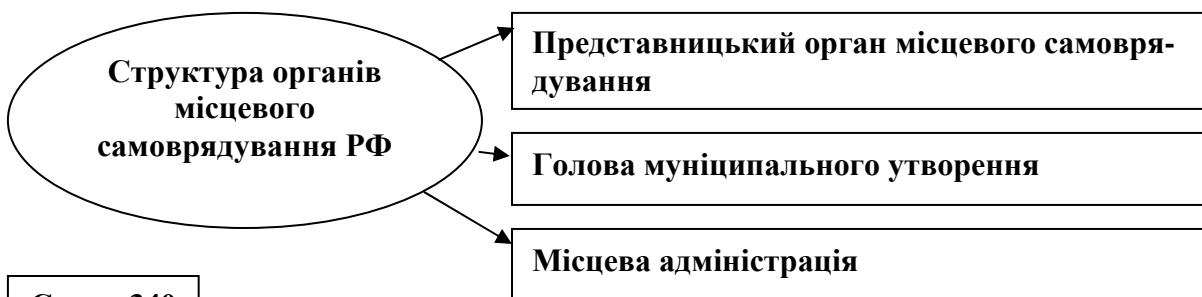 Структура органів
місцевого
самоврядування РФ
Представницький орган місцевого самовря-
дування
Голова муніципального утворення
Місцева адміністрація